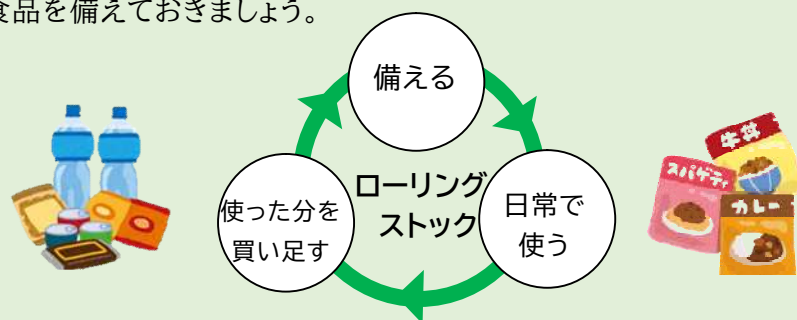 食品を備えておきましょう。
備える
ローリング
ストック
日常で
使う
使った分を
買い足す
牛丼
スパゲティ
カレー